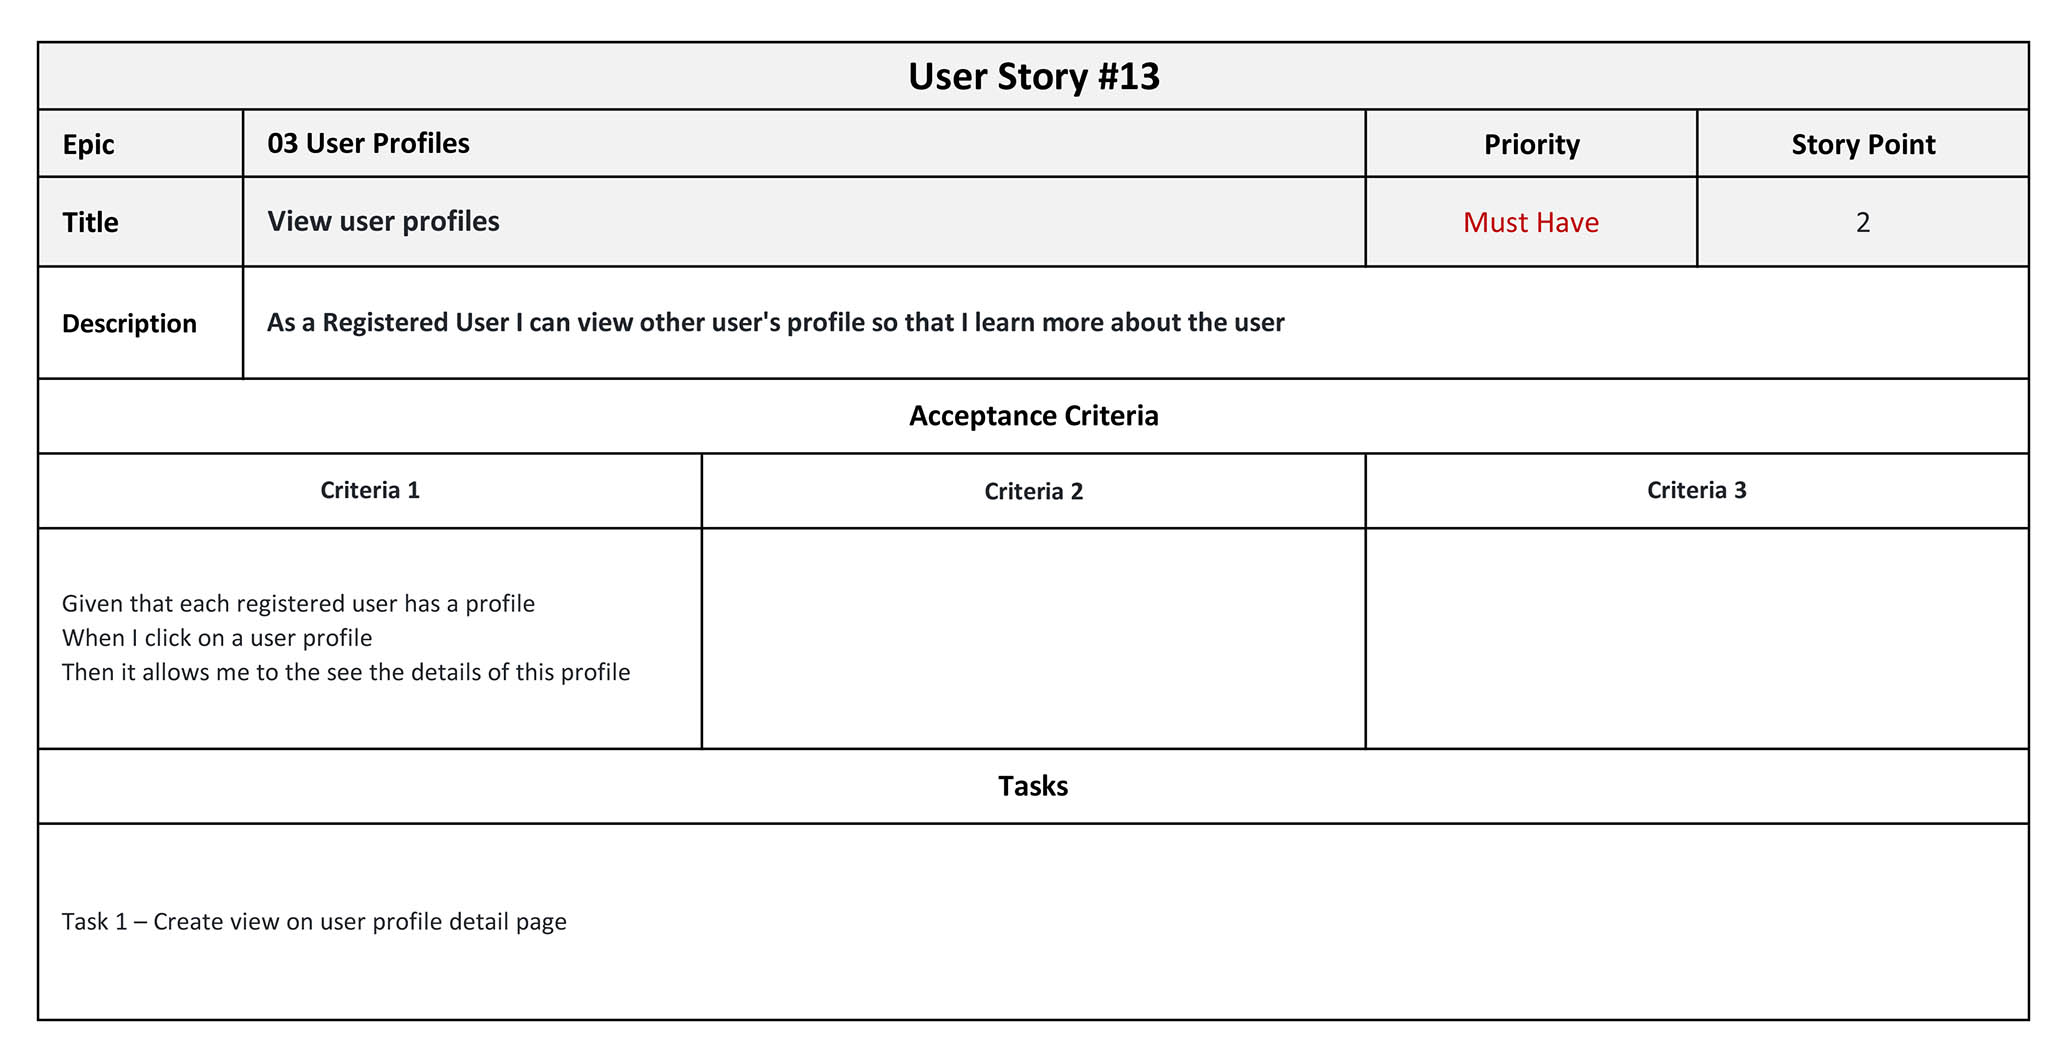 User Story #13
Epic
03 User Profiles
Priority
Story Point
Title
View user profiles
Must Have
2
Description
As a Registered User I can view other user's profile so that I learn more about the user
Acceptance Criteria
Criteria 1
Criteria 2
Criteria 3
Given that each registered user has a profile
When I click on a user profile
Then it allows me to the see the details of this profile
Tasks
Task 1 – Create view on user profile detail page